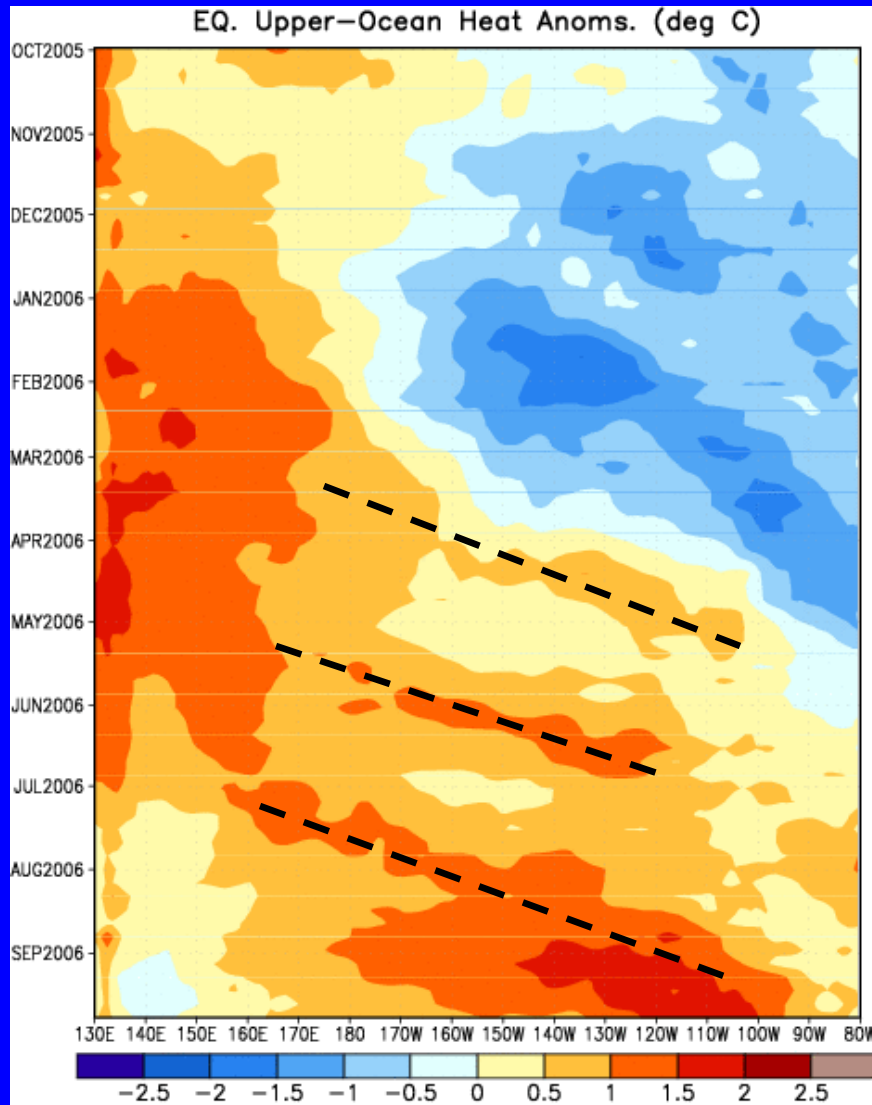 EQ. Upper-Ocean Heat Anoms. (deg C)
OCT2005
NOV2005
DEC2005
JAN2006
FEB2006
MAR2006
APR2006
MAY2006
JUN2006
JUL2006
AUG2006
SEP2006
130E 140E 150E 160E 170E 180 170W 160W 150W 140W 130W 120W 110W 100W 90W 80W
-2.5 -2 -1.5 -1 -0.5 0 0.5 1 1.5 2 2.5